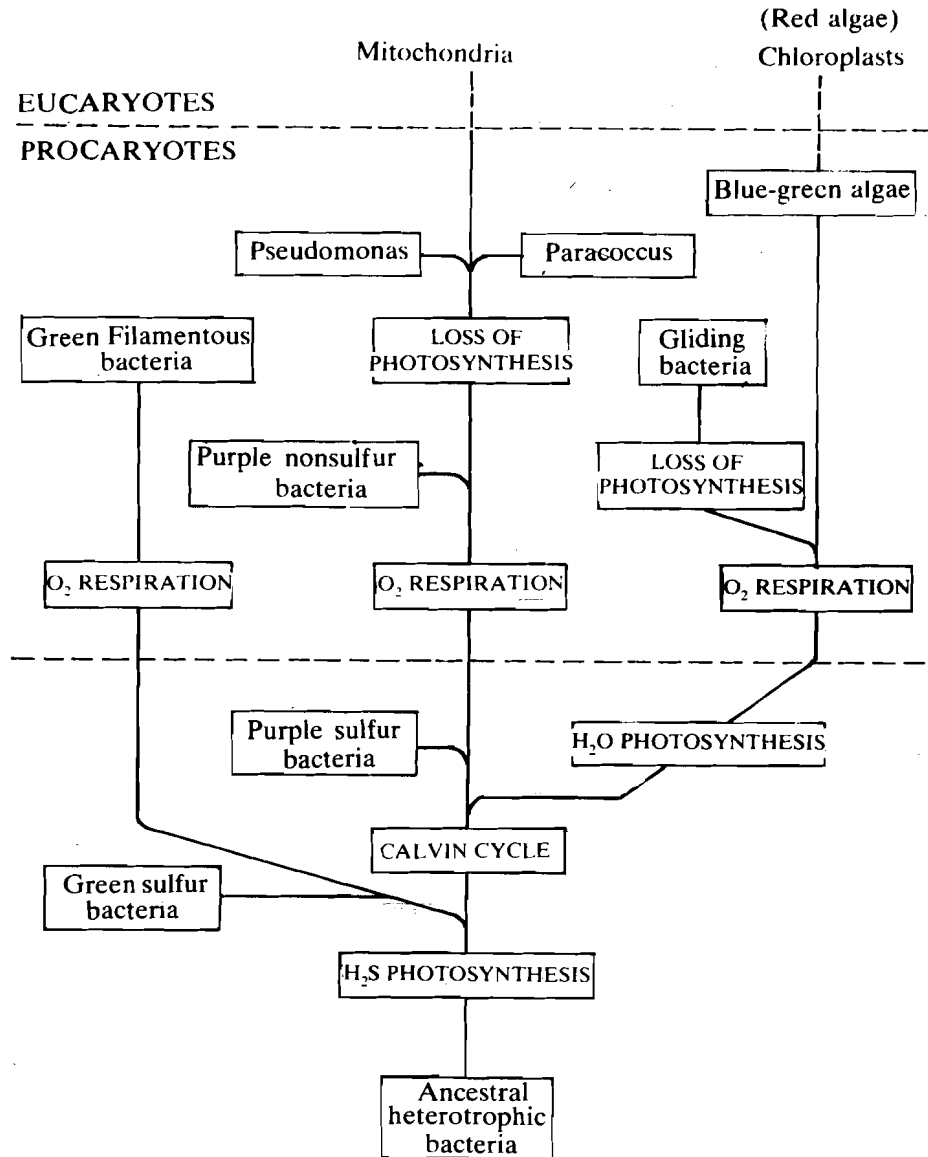 (Red algae)
Mitochondria
Chloroplasts
EUCARYOTES
PROCARYOTES
Blue-green algae
Pseudomonas
Paracoccus
Green Filamentous
bacteria
LOSS OF
PHOTOSYNTHESIS
Gliding
bacteria
Purple nonsulfur
bacteria
LOSS OF
PHOTOSYNTHESIS
O₂ RESPIRATION
O₂ RESPIRATION
O₂ RESPIRATION
Purple sulfur
bacteria
H₂O PHOTOSYNTHESIS
CALVIN CYCLE
Green sulfur
bacteria
H₂S PHOTOSYNTHESIS
Ancestral
heterotrophic
bacteria